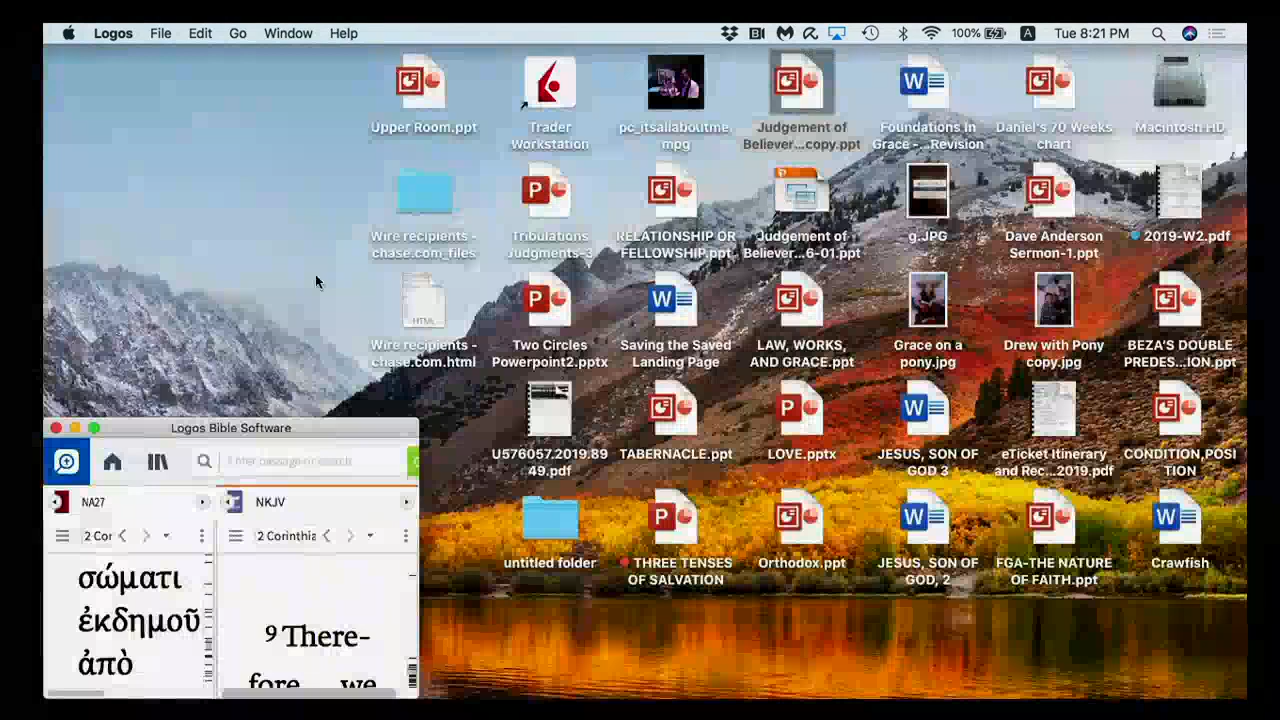 Logos File Edit Go Window Help
100% A Tue 8:21 PM
Upper Room.ppt
Trader
Workstation
pc_itsallaboutme.
mpg
Judgement of
Believer...copy.ppt
Foundations in
Grace -...Revision
Daniel's 70 Weeks
chart
Macintosh HD
Wire recipients -
chase.com_files
Tribulations
Judgments-3
RELATIONSHIP OR
FELLOWSHIP.ppt
Judgement of
Believer...6-01.ppt
g.JPG
Dave Anderson
Sermon-1.ppt
2019-W2.pdf
HTML
Wire recipients -
chase.com.html
Two Circles
Powerpoint2.pptx
Saving the Saved
Landing Page
LAW, WORKS,
AND GRACE.ppt
Grace on a
pony.jpg
Drew with Pony
copy.jpg
BEZA'S DOUBLE
PREDES...ION.ppt
U576057.2019.89
49.pdf
TABERNACLE.ppt
LOVE.pptx
JESUS, SON OF
GOD 3
eTicket Itinerary
and Rec...2019.pdf
CONDITION,POSI
TION
untitled folder
THREE TENSES
OF SALVATION
Orthodox.ppt
JESUS, SON OF
GOD, 2
FGA-THE NATURE
OF FAITH.ppt
Crawfish
Logos Bible Software
Enter passage or search
NA27
NKJV
2 Cor
2 Corinthia
σώματι
ἐκδημοῦ
ἀπὸ
9 There-
fore we